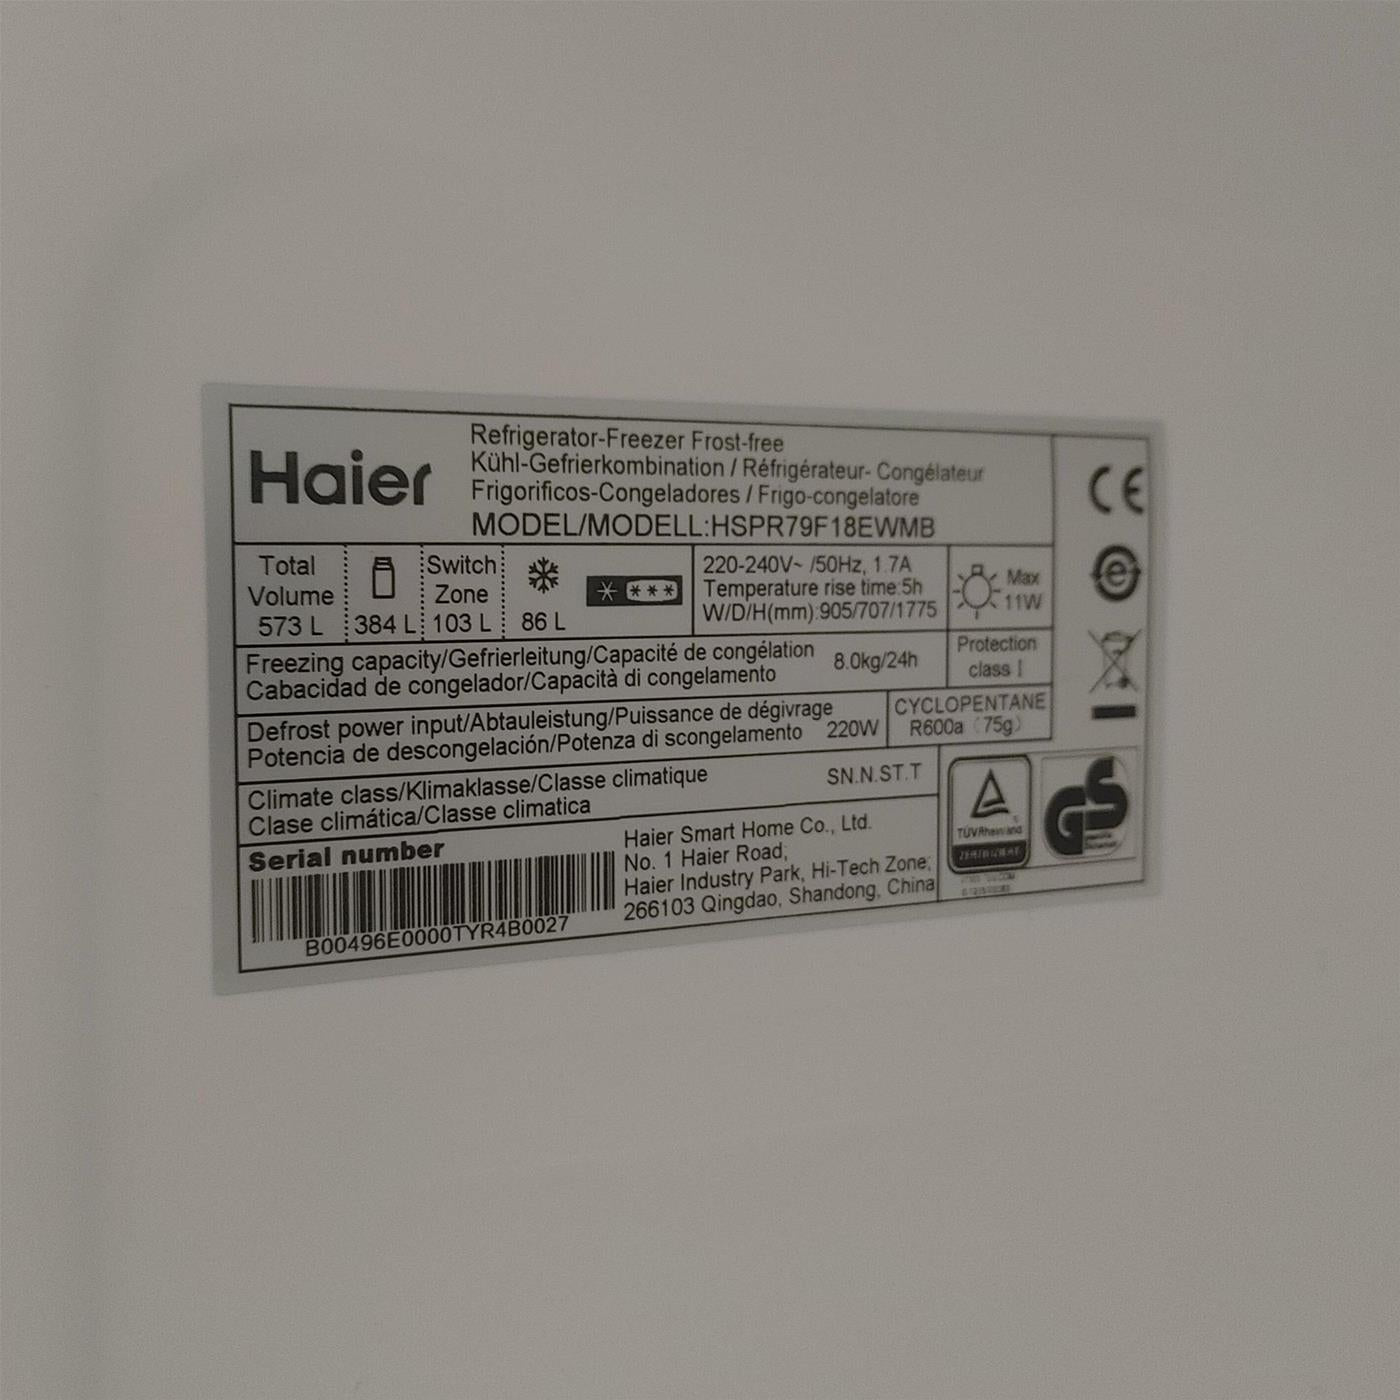 Haier
Refrigerator-Freezer Frost-free
Kühl-Gefrierkombination / Réfrigérateur- Congélateur
Frigorificos-Congeladores / Frigo-congelatore
MODEL/MODELL:HSPR79F18EWMB
Total
Volume
573 L
384 L
Switch
Zone
103 L
86 L
220-240V~ /50Hz, 1.7A
Temperature rise time:5h
W/D/H(mm):905/707/1775
Max
11W
Freezing capacity/Gefrierleitung/Capacité de congélation
Cabacidad de congelador/Capacità di congelamento
8.0kg/24h
Protection
class I
Defrost power input/Abtauleistung/Puissance de dégivrage
Potencia de descongelación/Potenza di scongelamento
220W
CYCLOPENTANE
R600a (75g)
Climate class/Klimaklasse/Classe climatique
Clase climática/Classe climatica
SN.N.ST.T
Serial number
B00496E0000TYR4B0027
Haier Smart Home Co., Ltd.
No. 1 Haier Road,
Haier Industry Park, Hi-Tech Zone,
266103 Qingdao, Shandong, China
CE
e
TÜVRheinland
ZERTIFIZIERT
GS